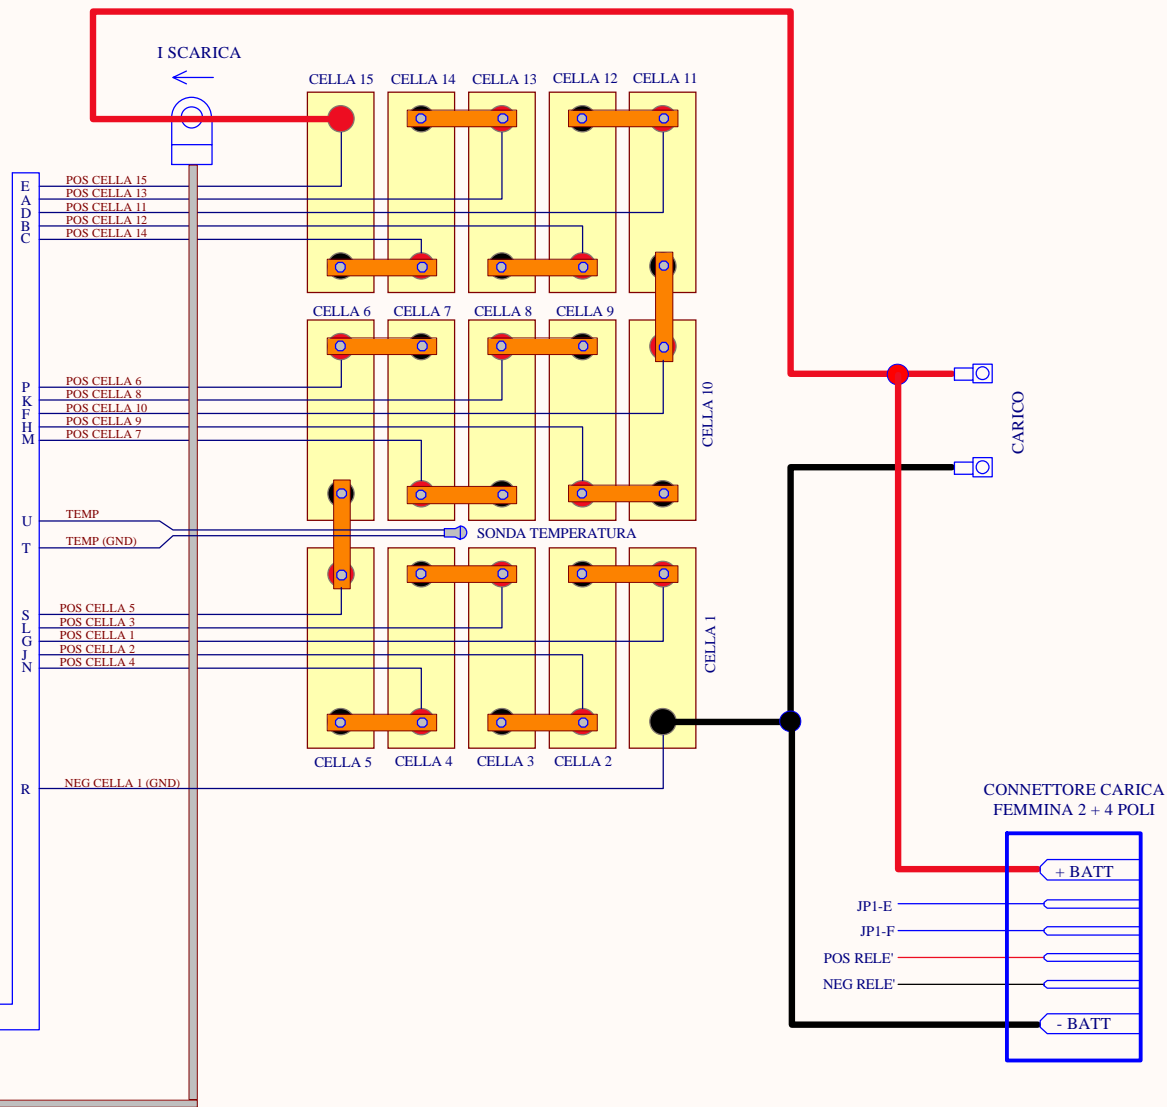 I SCARICA
CELLA 15
CELLA 14
CELLA 13
CELLA 12
CELLA 11
E POS CELLA 15
A POS CELLA 13
D POS CELLA 11
B POS CELLA 12
C POS CELLA 14
CELLA 6
CELLA 7
CELLA 8
CELLA 9
CELLA 10
P POS CELLA 6
K POS CELLA 8
F POS CELLA 10
H POS CELLA 9
M POS CELLA 7
CARICO
U TEMP
T TEMP (GND)
SONDA TEMPERATURA
S POS CELLA 5
L POS CELLA 3
G POS CELLA 1
J POS CELLA 2
N POS CELLA 4
CELLA 1
CELLA 5
CELLA 4
CELLA 3
CELLA 2
R NEG CELLA 1 (GND)
CONNETTORE CARICA
FEMMINA 2 + 4 POLI
+ BATT
JP1-E
JP1-F
POS RELE'
NEG RELE'
- BATT